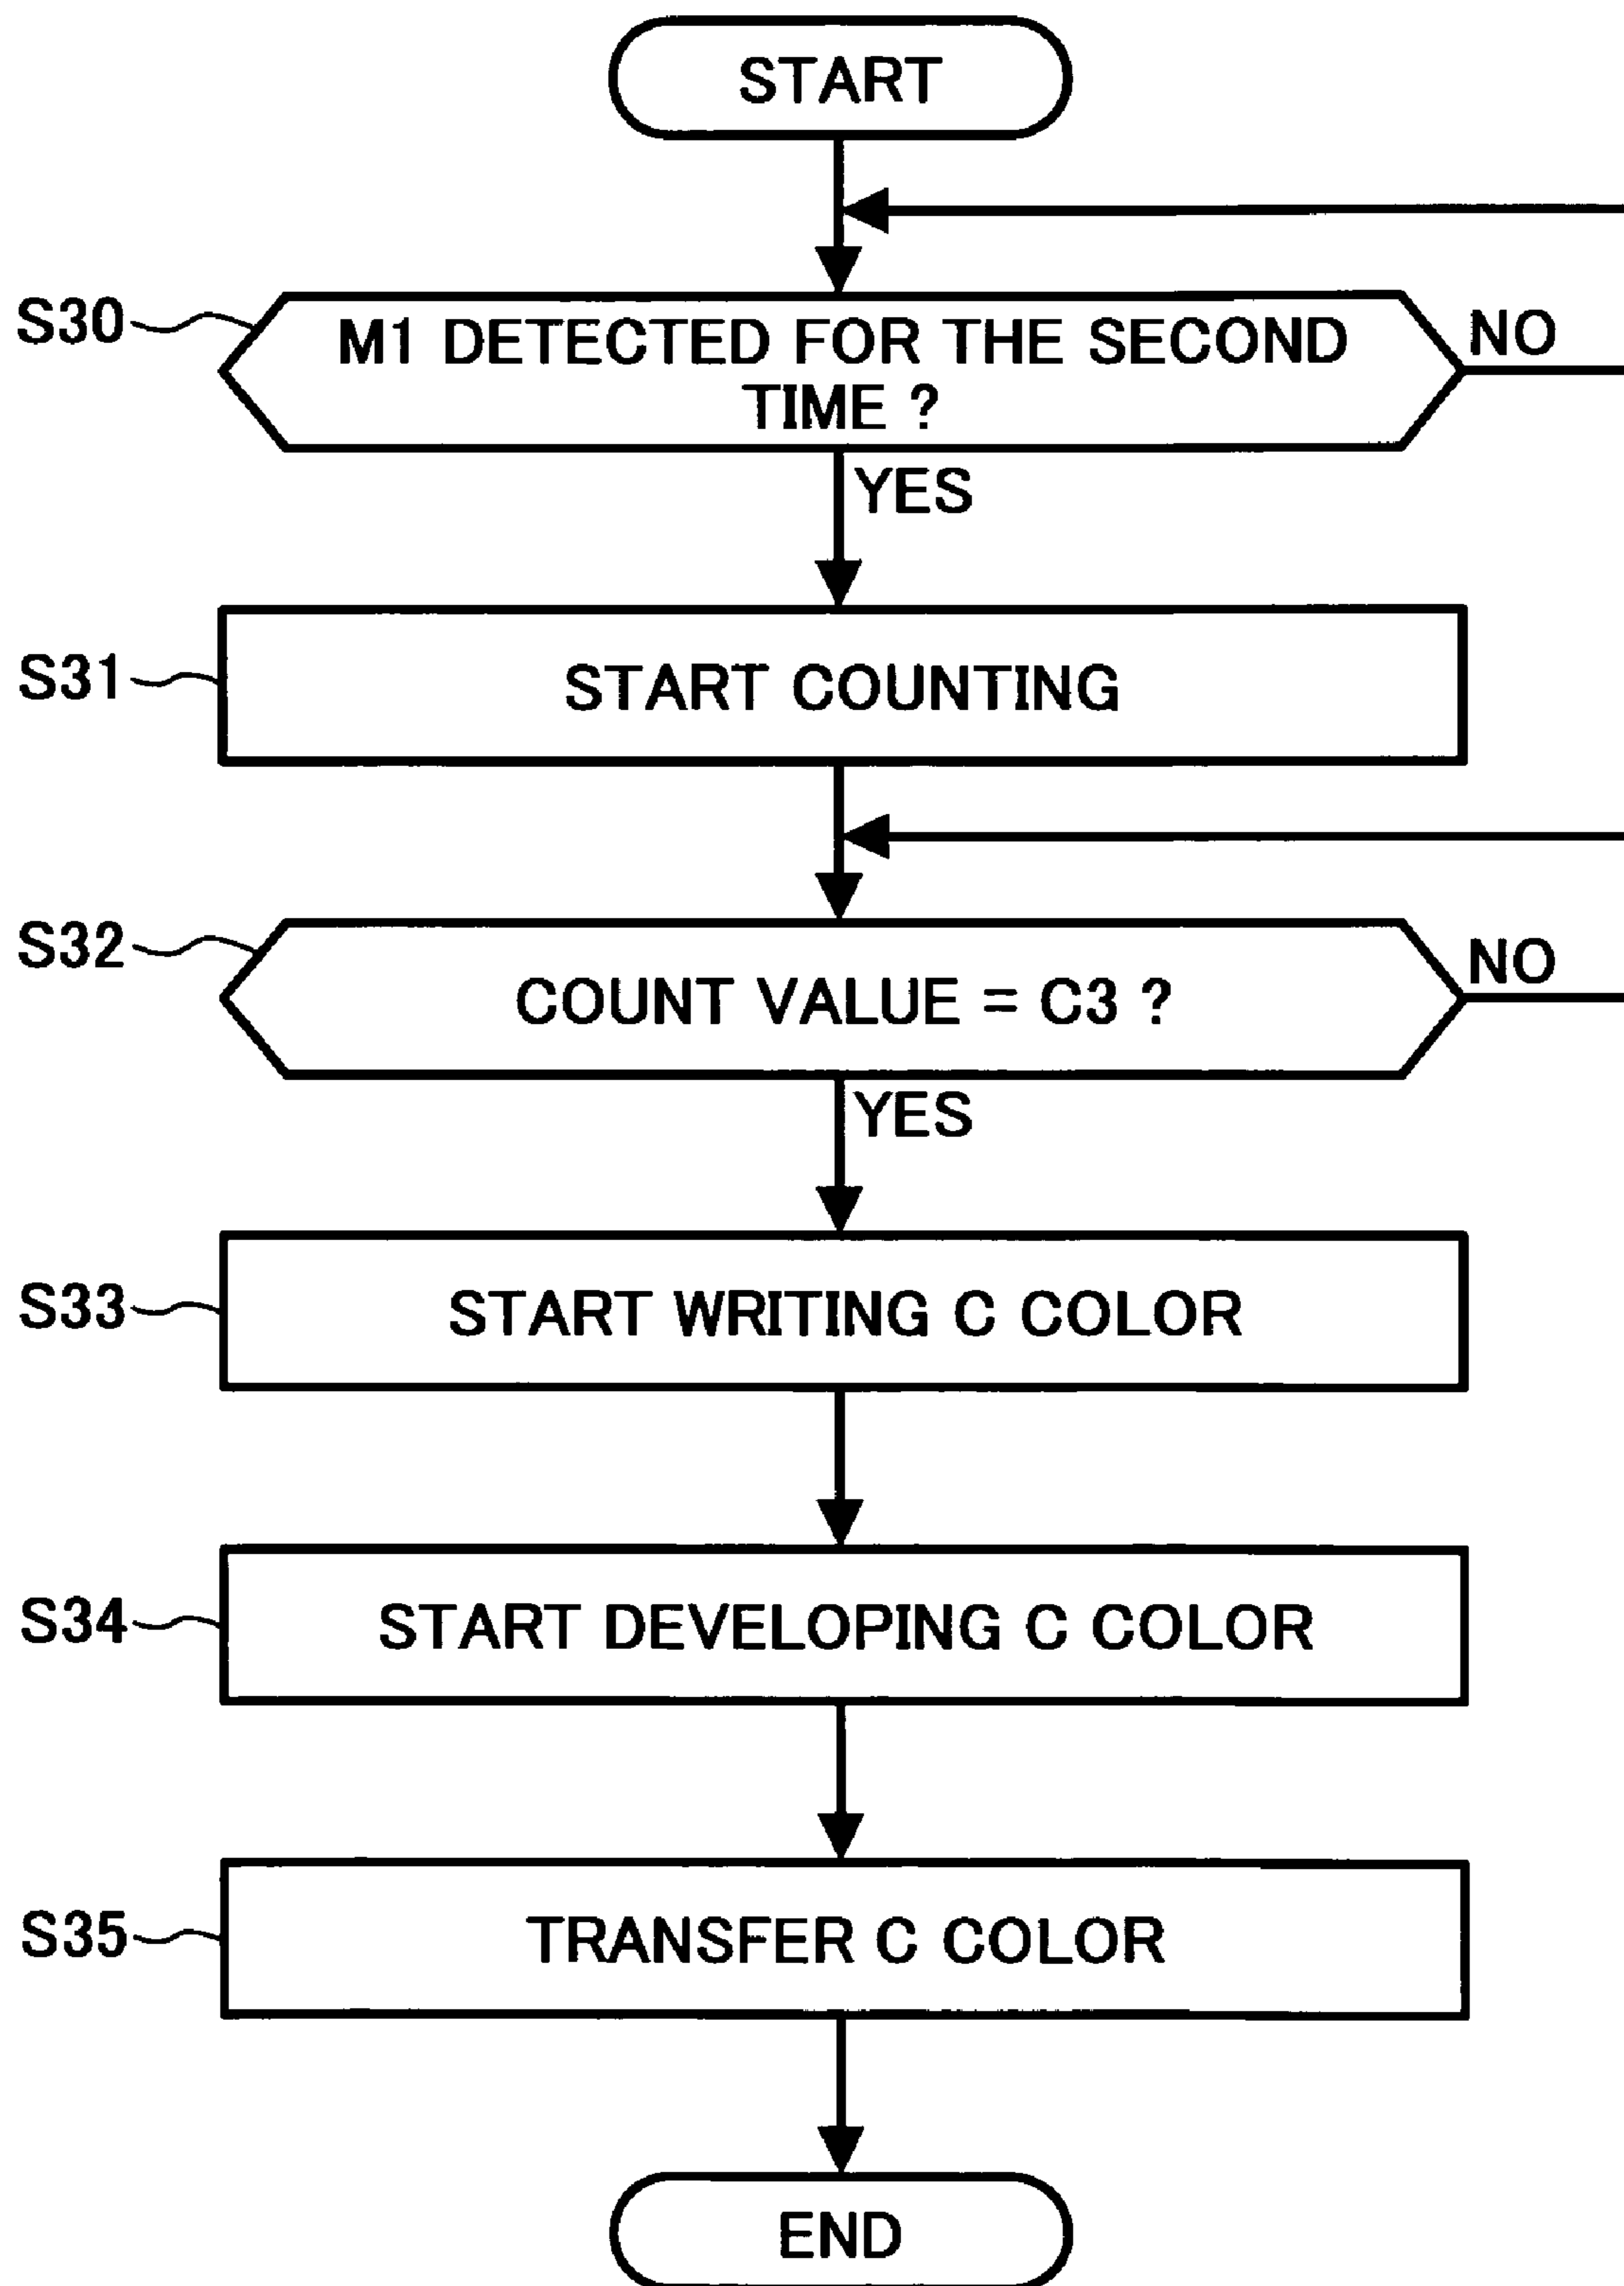 START
S30
M1 DETECTED FOR THE SECOND
TIME ?
NO
YES
S31
START COUNTING
S32
COUNT VALUE = C3 ?
NO
YES
S33
START WRITING C COLOR
S34
START DEVELOPING C COLOR
S35
TRANSFER C COLOR
END